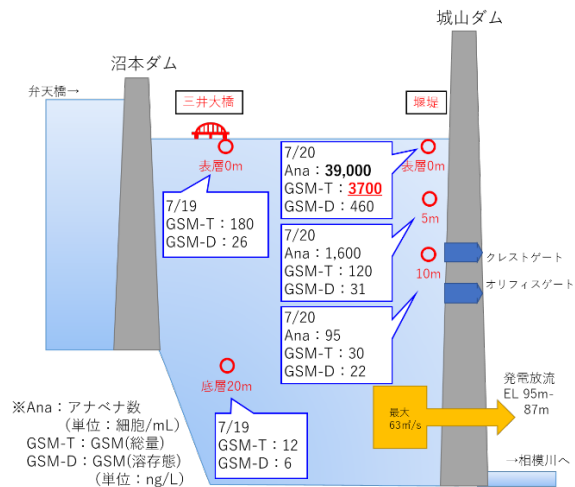 城山ダム
沼本ダム
弁天橋→
三井大橋
堰堤
表層0m
表層0m
7/20
Ana：39,000
GSM-T：3700
GSM-D：460
7/19
GSM-T：180
GSM-D：26
5m
7/20
Ana：1,600
GSM-T：120
GSM-D：31
10m
クレストゲート
オリフィスゲート
7/20
Ana：95
GSM-T：30
GSM-D：22
底層20m
発電放流
EL 95m-
87m
最大
63㎥/s
※Ana：アナベナ数
（単位：細胞/mL）
GSM-T：GSM(総量)
GSM-D：GSM(溶存態)
（単位：ng/L）
7/19
GSM-T：12
GSM-D：6
→相模川へ